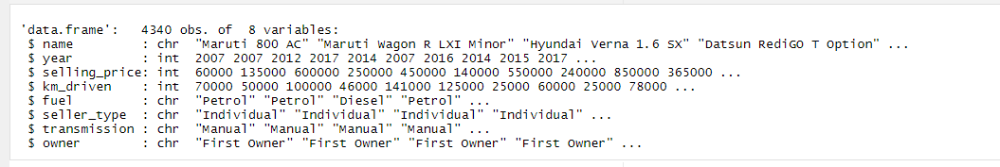 'data.frame':   4340 obs. of  8 variables:
 $ name         : chr  "Maruti 800 AC" "Maruti Wagon R LXI Minor" "Hyundai Verna 1.6 SX" "Datsun RediGO T Option" ...
 $ year         : int  2007 2007 2012 2017 2014 2007 2016 2014 2015 2017 ...
 $ selling_price: int  60000 135000 600000 250000 450000 140000 550000 240000 850000 365000 ...
 $ km_driven    : int  70000 50000 100000 46000 141000 125000 25000 60000 25000 78000 ...
 $ fuel         : chr  "Petrol" "Petrol" "Diesel" "Petrol" ...
 $ seller_type  : chr  "Individual" "Individual" "Individual" "Individual" ...
 $ transmission : chr  "Manual" "Manual" "Manual" "Manual" ...
 $ owner        : chr  "First Owner" "First Owner" "First Owner" "First Owner" ...